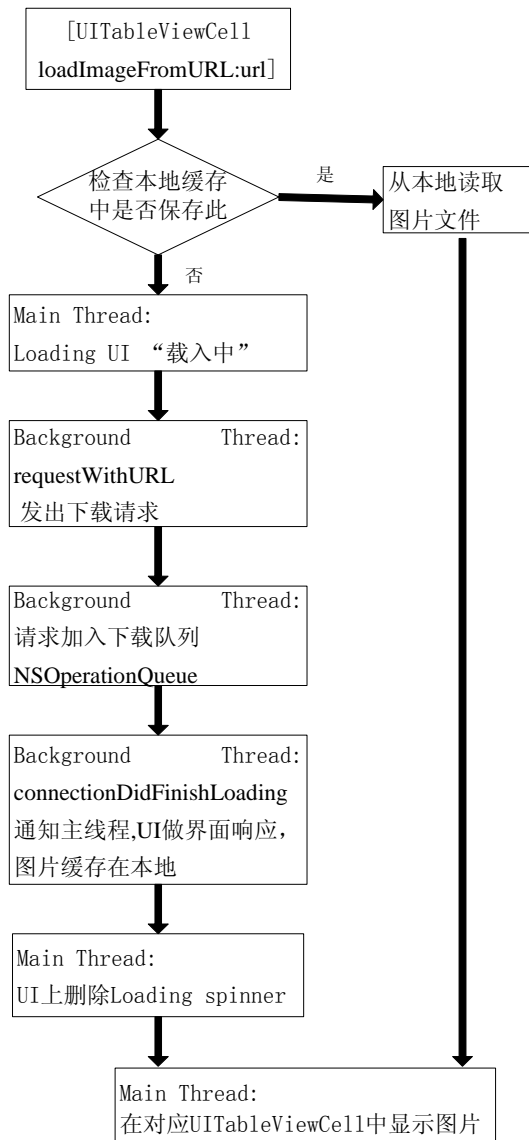 [UITableViewCell
loadImageFromURL:url]
检查本地缓存
中是否保存此
是
从本地读取
图片文件
否
Main Thread:
Loading UI “载入中”
Background Thread:
requestWithURL
发出下载请求
Background Thread:
请求加入下载队列
NSOperationQueue
Background Thread:
connectionDidFinishLoading
通知主线程,UI做界面响应，
图片缓存在本地
Main Thread:
UI上删除Loading spinner
Main Thread:
在对应UITableViewCell中显示图片